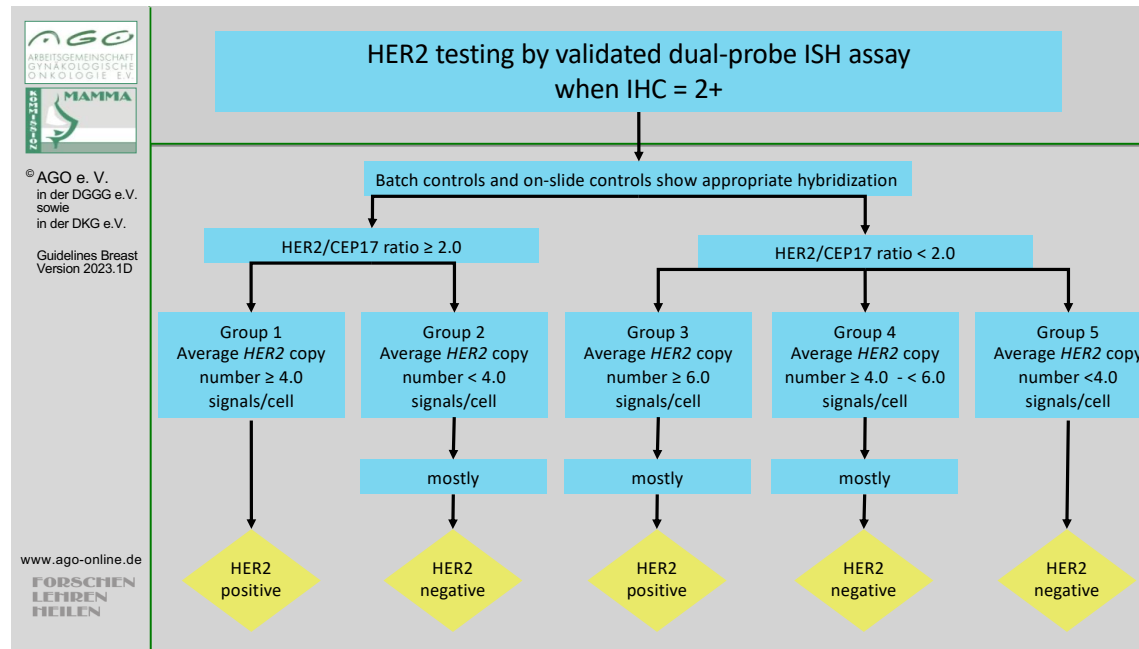 AGO
ARBEITSGEMEINSCHAFT
GYNÄKOLOGISCHE
ONKOLOGIE E.V.
KOMMISSION
MAMMA
© AGO e. V.
in der DGGG e.V.
sowie
in der DKG e.V.
Guidelines Breast
Version 2023.1D
www.ago-online.de
FORSCHEN
LEHREN
HEILEN
HER2 testing by validated dual-probe ISH assay
when IHC = 2+
Batch controls and on-slide controls show appropriate hybridization
HER2/CEP17 ratio ≥ 2.0
HER2/CEP17 ratio < 2.0
Group 1
Average HER2 copy
number ≥ 4.0
signals/cell
Group 2
Average HER2 copy
number < 4.0
signals/cell
Group 3
Average HER2 copy
number ≥ 6.0
signals/cell
Group 4
Average HER2 copy
number ≥ 4.0 - < 6.0
signals/cell
Group 5
Average HER2 copy
number <4.0
signals/cell
mostly
mostly
mostly
HER2
positive
HER2
negative
HER2
positive
HER2
negative
HER2
negative